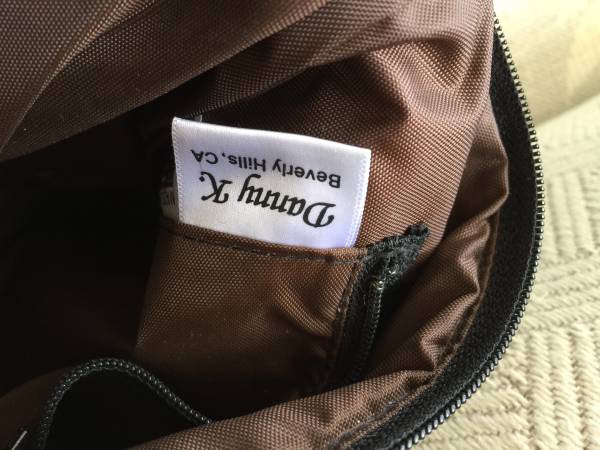 Danny K.
Beverly Hills, CA